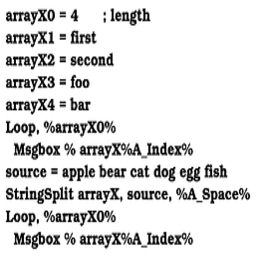 arrayX0 = 4 ; length
arrayX1 = first
arrayX2 = second
arrayX3 = foo
arrayX4 = bar
Loop, %arrayX0%
Msgbox % arrayX%A_Index%
source = apple bear cat dog egg fish
StringSplit arrayX, source, %A_Space%
Loop, %arrayX0%
Msgbox % arrayX%A_Index%